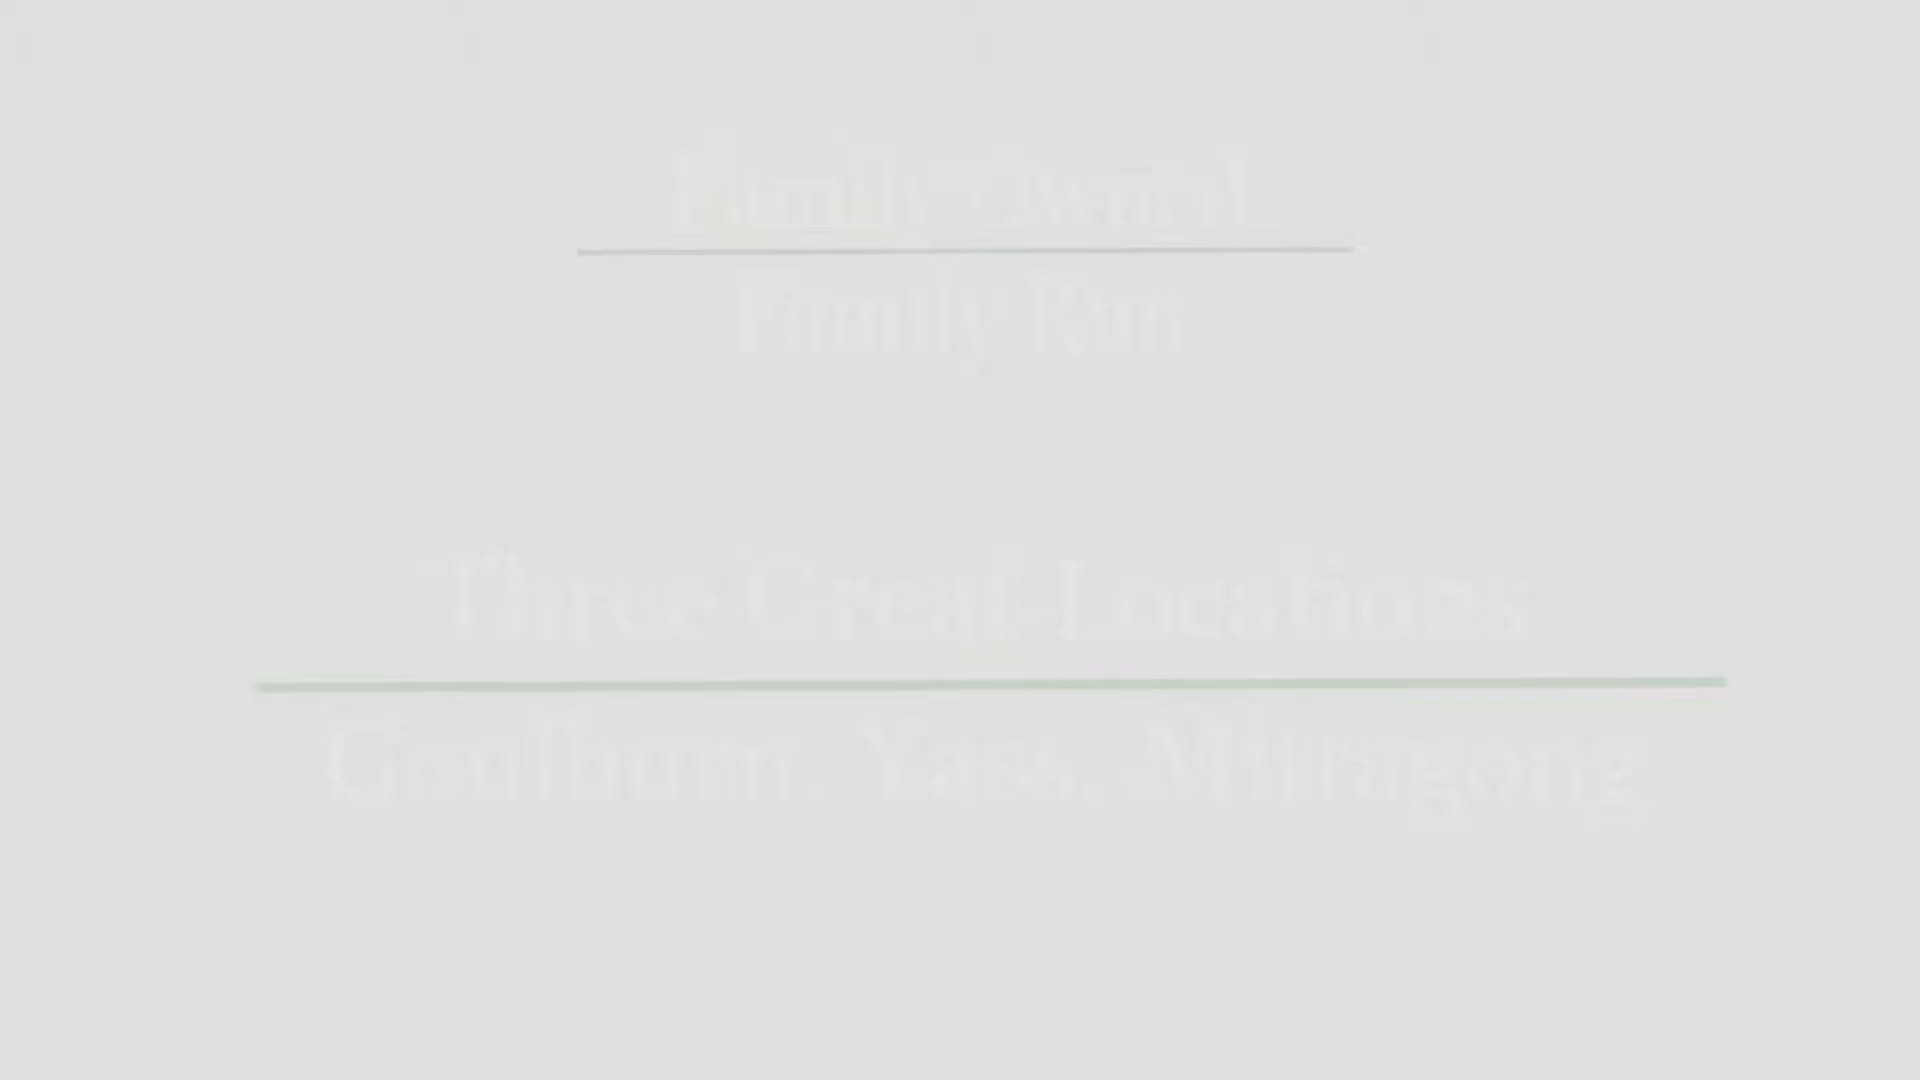 Family Owned
Family Run
Three Great Locations
Goulburn, Yass, Mittagong